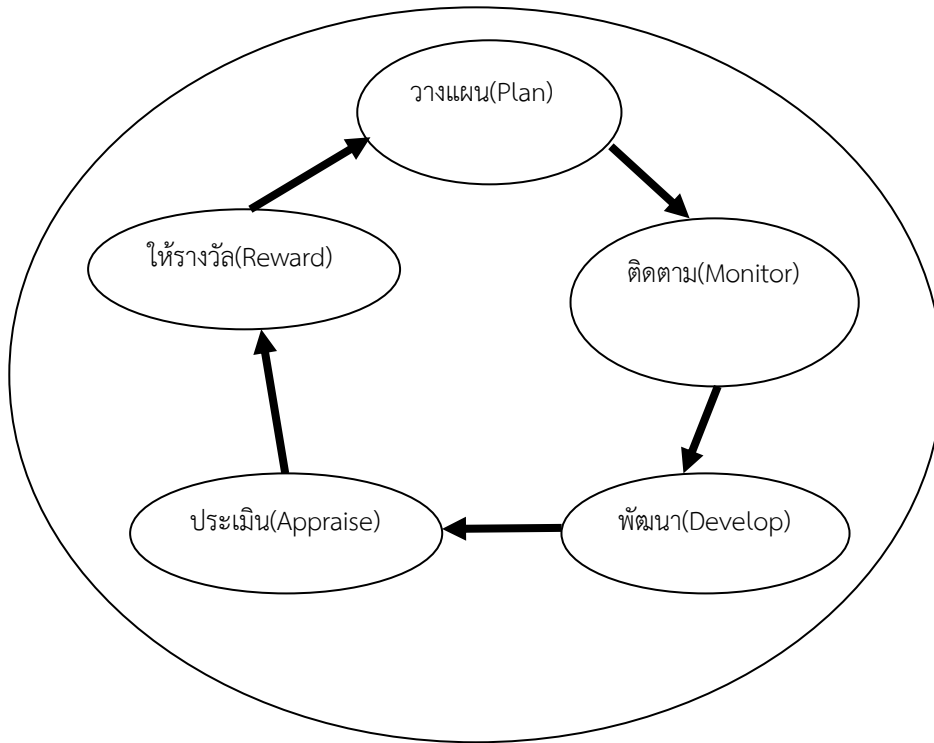 วางแผน(Plan)
ติดตาม(Monitor)
พัฒนา(Develop)
ประเมิน(Appraise)
ให้รางวัล(Reward)